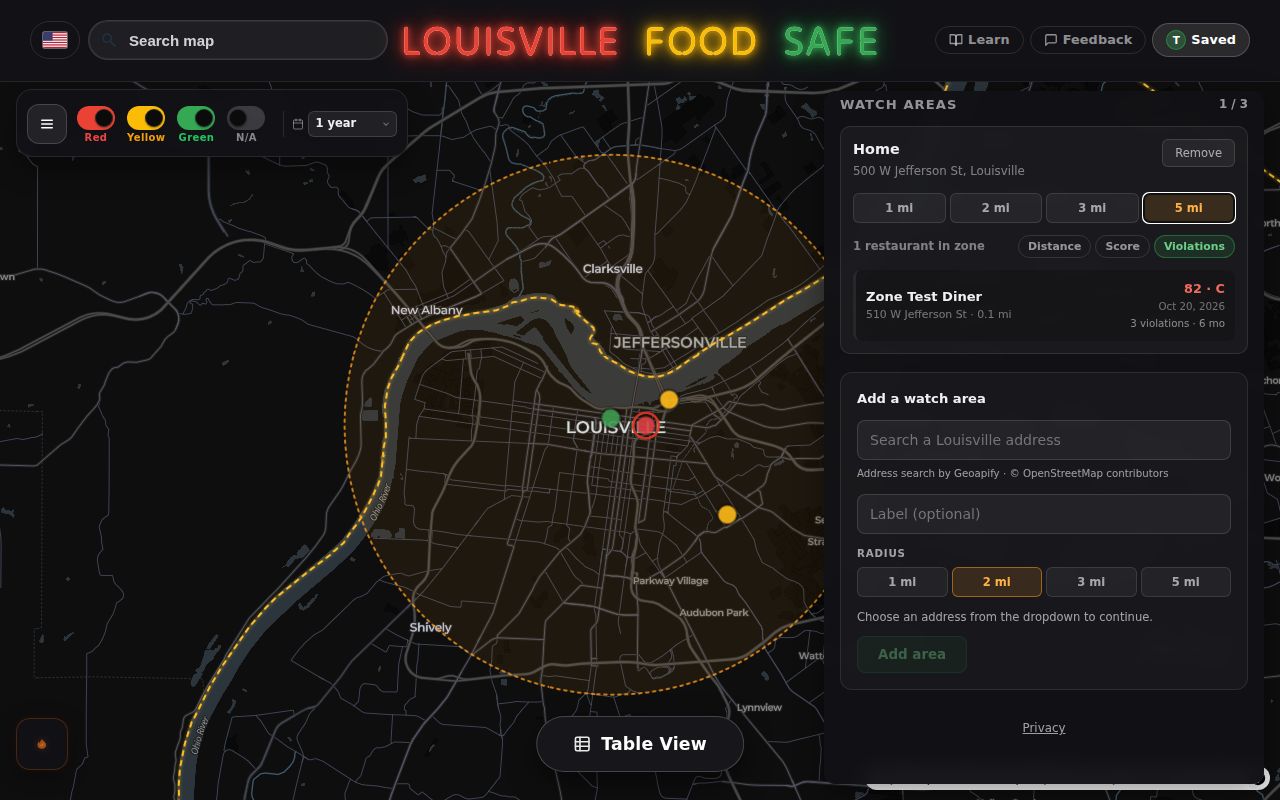 Search map
LOUISVILLE FOOD SAFE
Learn
Feedback
T Saved
Red
Yellow
Green
N/A
1 year
WATCH AREAS
1 / 3
Home
500 W Jefferson St, Louisville
Remove
1 mi
2 mi
3 mi
5 mi
1 restaurant in zone
Distance
Score
Violations
Zone Test Diner
510 W Jefferson St · 0.1 mi
82 · C
Oct 20, 2026
3 violations · 6 mo
Add a watch area
Search a Louisville address
Address search by Geoapify · © OpenStreetMap contributors
Label (optional)
RADIUS
1 mi
2 mi
3 mi
5 mi
Choose an address from the dropdown to continue.
Add area
Privacy
Clarksville
New Albany
JEFFERSONVILLE
LOUISVILLE
Ohio River
Parkway Village
Audubon Park
Shively
Lynnview
Ohio River
Table View